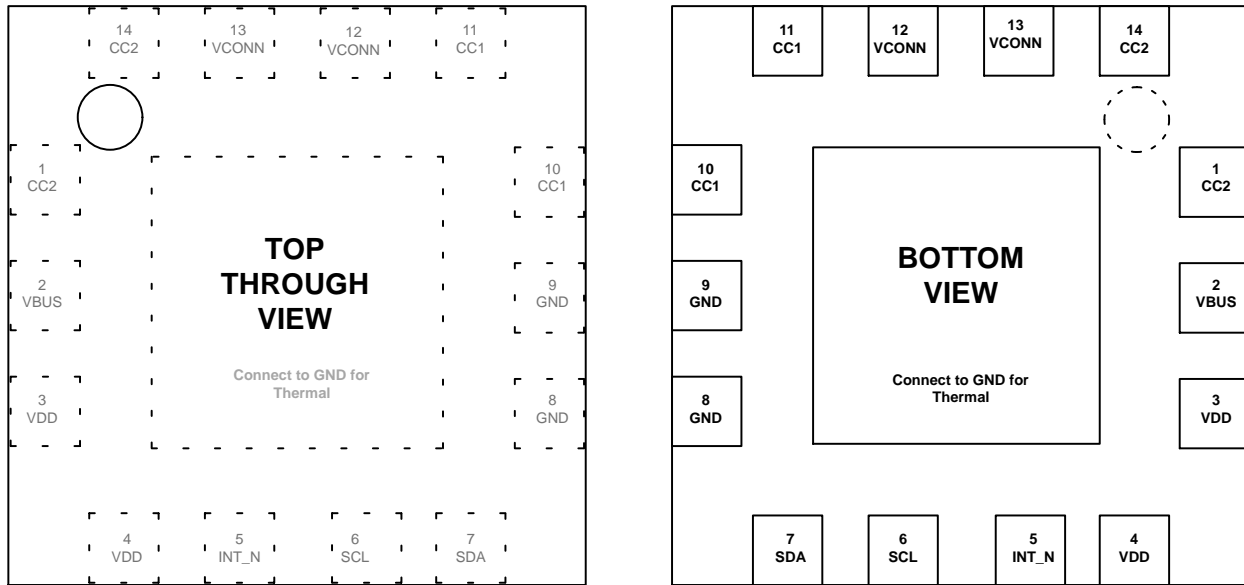 14
CC2
13
VCONN
12
VCONN
11
CC1
1
CC2
10
CC1
TOP
THROUGH
VIEW
2
VBUS
9
GND
Connect to GND for
Thermal
3
VDD
8
GND
4
VDD
5
INT_N
6
SCL
7
SDA
11
CC1
12
VCONN
13
VCONN
14
CC2
10
CC1
1
CC2
BOTTOM
VIEW
9
GND
2
VBUS
Connect to GND for
Thermal
8
GND
3
VDD
7
SDA
6
SCL
5
INT_N
4
VDD